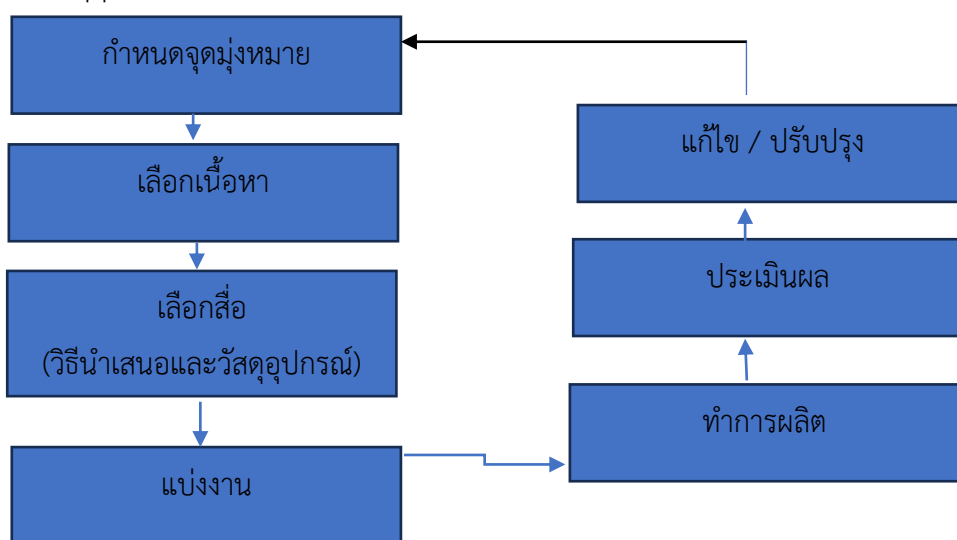 กำหนดจุดมุ่งหมาย
เลือกเนื้อหา
เลือกสื่อ
(วิธีนำเสนอและวัสดุอุปกรณ์)
แบ่งงาน
ทำการผลิต
ประเมินผล
แก้ไข / ปรับปรุง